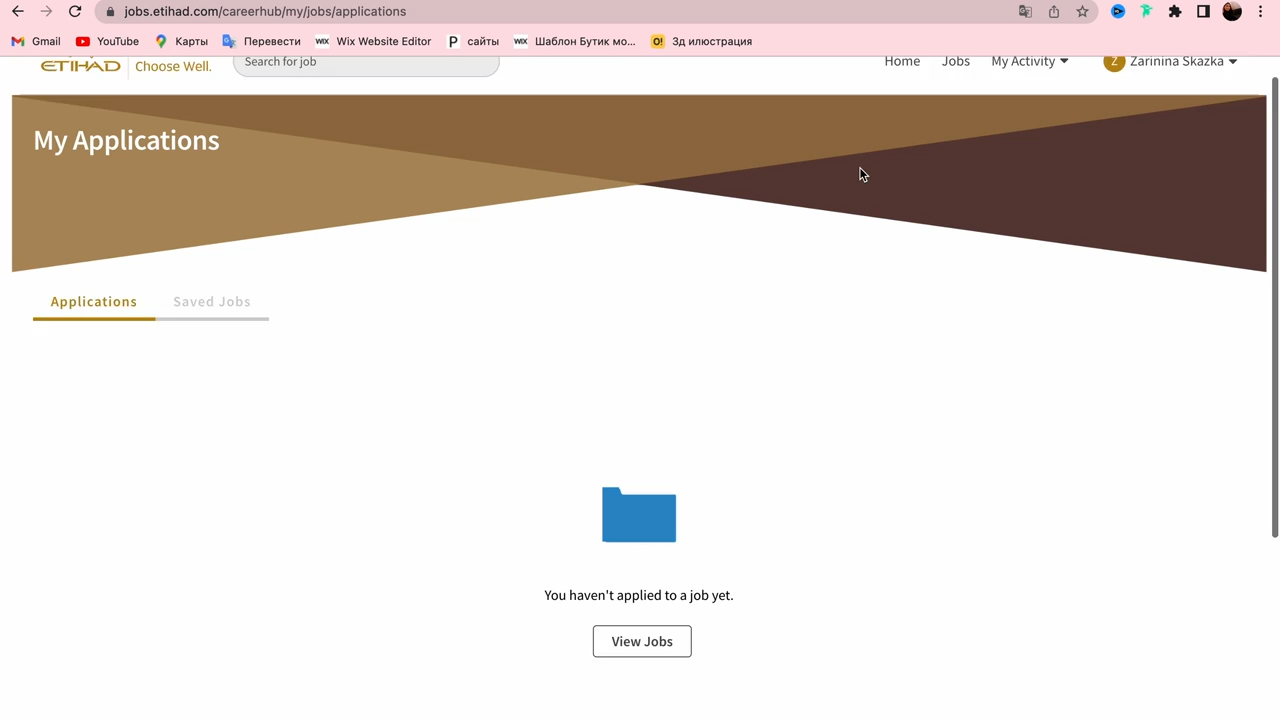 jobs.etihad.com/careerhub/my/jobs/applications
Gmail YouTube Карты Перевести WIX Wix Website Editor P сайты WIX Шаблон Бутик мо... O! 3д илюстрация
ETIHAD Choose Well. Search for job Home Jobs My Activity Z Zarinina Skazka
My Applications
Applications Saved Jobs
You haven't applied to a job yet.
View Jobs